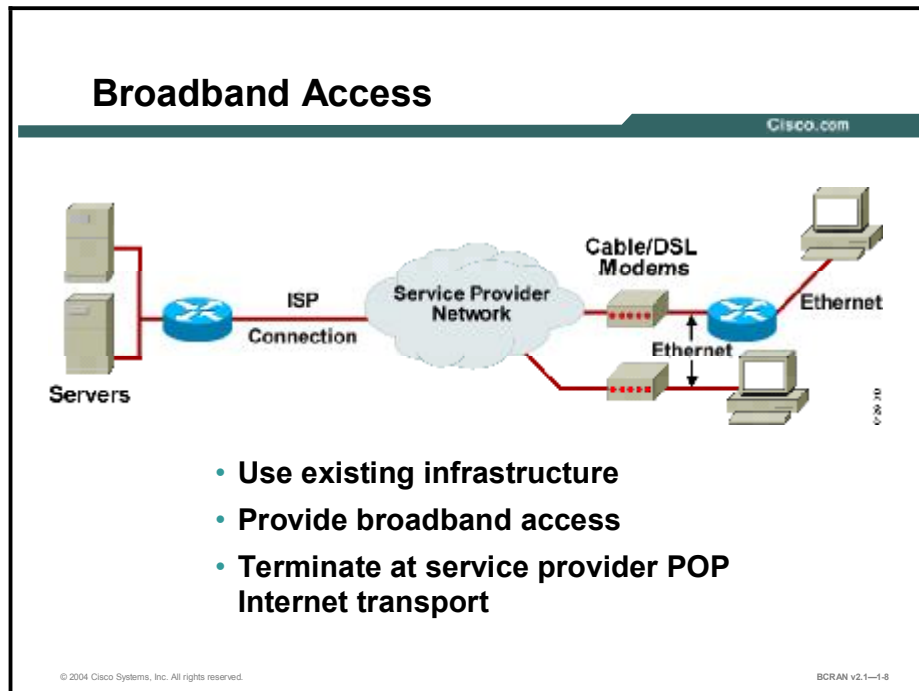 Broadband Access
Cisco.com
Cable/DSL
Modems
ISP
Connection
Service Provider
Network
Ethernet
Ethernet
Servers
• Use existing infrastructure
• Provide broadband access
• Terminate at service provider POP
Internet transport
© 2004 Cisco Systems, Inc. All rights reserved.
BCRAN v2.1—1-8